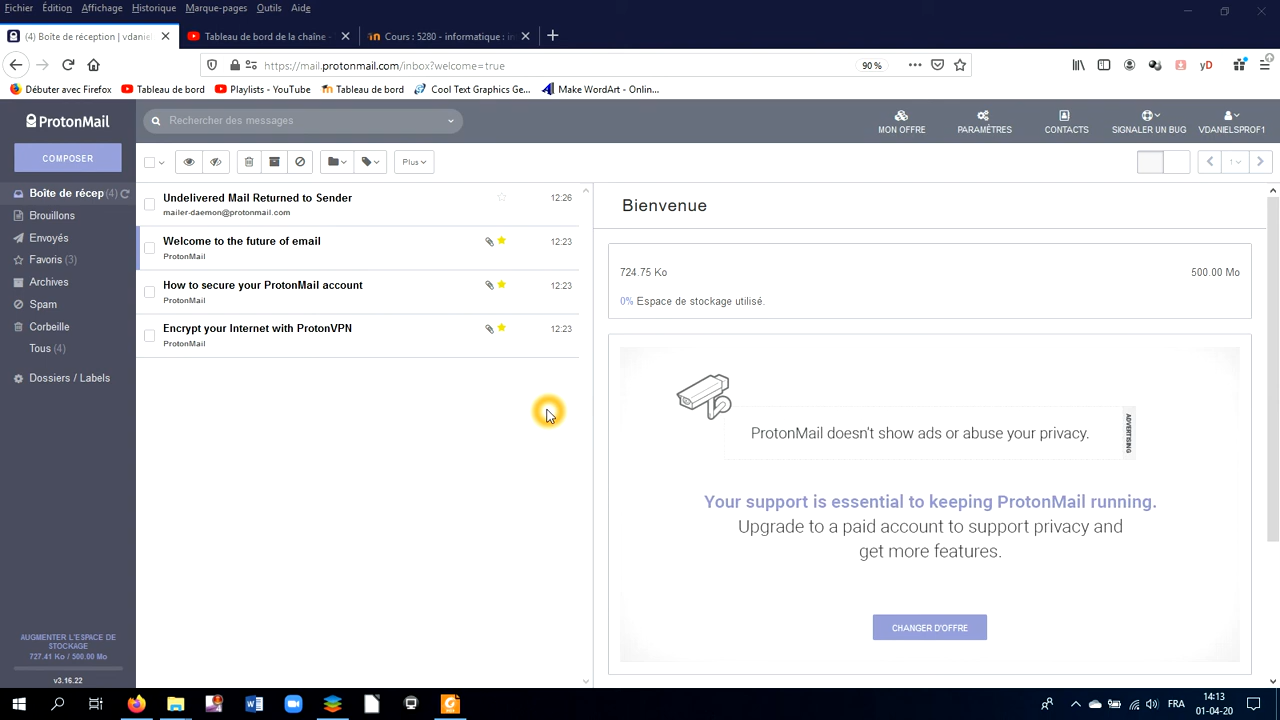 Fichier Édition Affichage Historique Marque-pages Outils Aide
(4) Boîte de réception | vdaniel
Tableau de bord de la chaîne -
Cours : 5280 - informatique : in
https://mail.protonmail.com/inbox?welcome=true
90 %
Débuter avec Firefox
Tableau de bord
Playlists - YouTube
Tableau de bord
Cool Text Graphics Ge...
Make WordArt - Onlin...
ProtonMail
Rechercher des messages
MON OFFRE
PARAMÈTRES
CONTACTS
SIGNALER UN BUG
VDANIELSPROF1
COMPOSER
Plus
1
Boîte de récep (4)
Brouillons
Envoyés
Favoris (3)
Archives
Spam
Corbeille
Tous (4)
Dossiers / Labels
AUGMENTER L'ESPACE DE
STOCKAGE
727.41 Ko / 500.00 Mo
v3.16.22
Undelivered Mail Returned to Sender 12:26
mailer-daemon@protonmail.com
Welcome to the future of email 12:23
ProtonMail
How to secure your ProtonMail account 12:23
ProtonMail
Encrypt your Internet with ProtonVPN 12:23
ProtonMail
Bienvenue
724.75 Ko 500.00 Mo
0% Espace de stockage utilisé.
ProtonMail doesn't show ads or abuse your privacy.
ADVERTISING
Your support is essential to keeping ProtonMail running.
Upgrade to a paid account to support privacy and
get more features.
CHANGER D'OFFRE
FRA
14:13
01-04-20